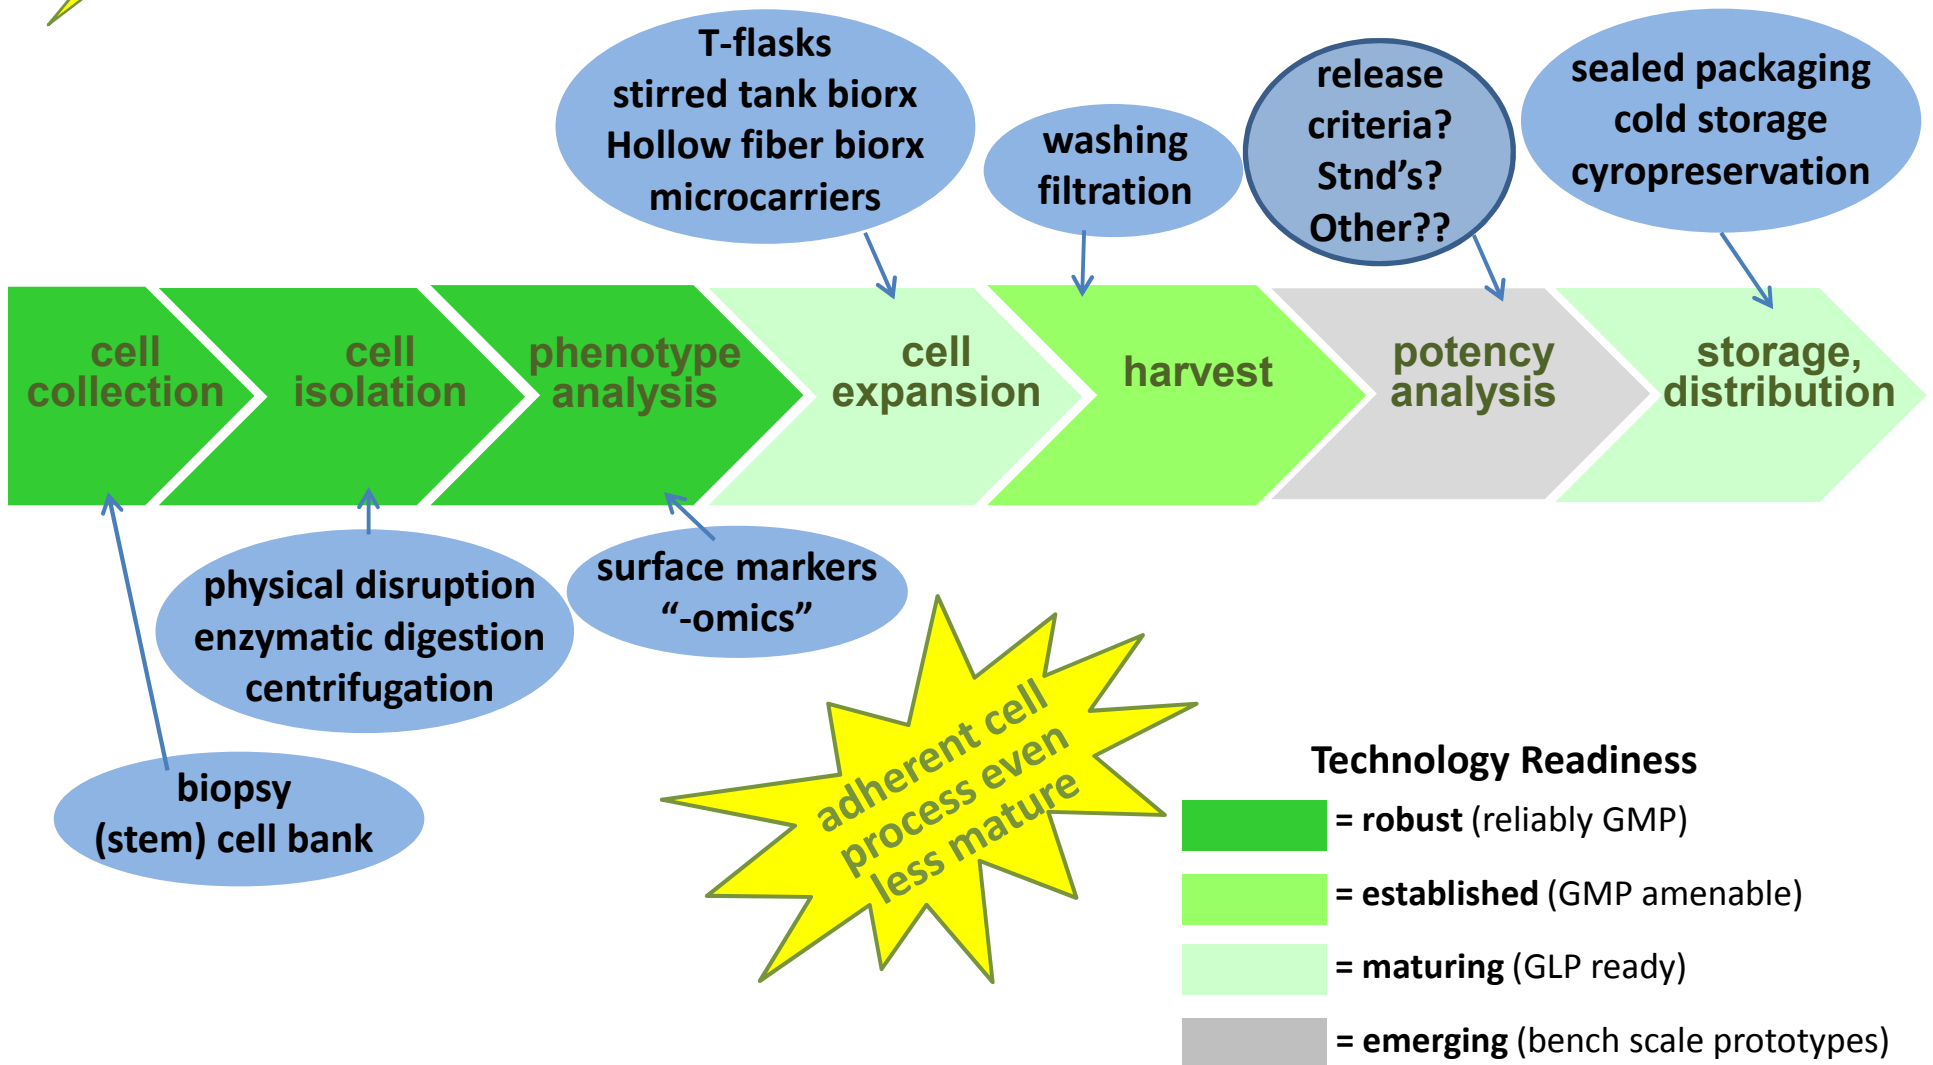 T-flasks
stirred tank biorx
Hollow fiber biorx
microcarriers
washing
filtration
release
criteria?
Stnd's?
Other??
sealed packaging
cold storage
cyropreservation
cell
collection
cell
isolation
phenotype
analysis
cell
expansion
harvest
potency
analysis
storage,
distribution
physical disruption
enzymatic digestion
centrifugation
surface markers
“-omics”
biopsy
(stem) cell bank
adherent cell
process even
less mature
Technology Readiness
= robust (reliably GMP)
= established (GMP amenable)
= maturing (GLP ready)
= emerging (bench scale prototypes)